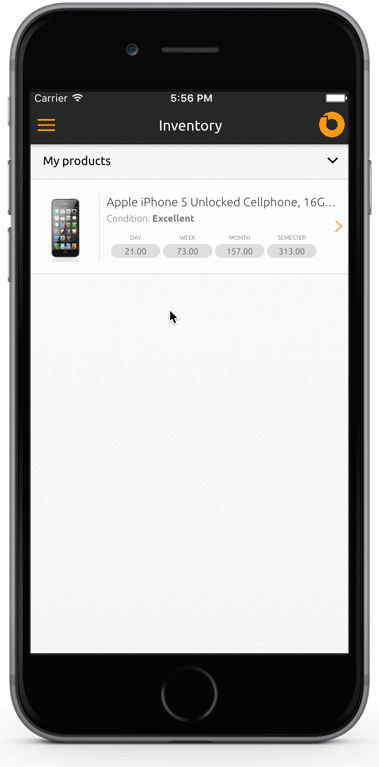 Carrier 5:56 PM
Inventory
My products
Apple iPhone 5 Unlocked Cellphone, 16G...
Condition: Excellent
DAY WEEK MONTH SEMESTER
21.00 73.00 157.00 313.00